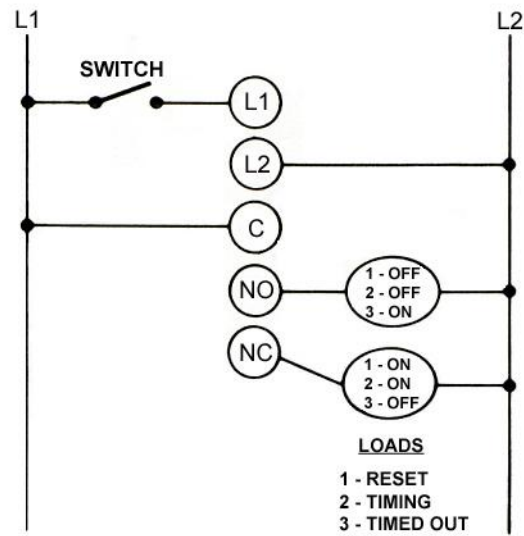 L1 L2
SWITCH
L1
L2
C
NO
1 - OFF
2 - OFF
3 - ON
NC
1 - ON
2 - ON
3 - OFF
LOADS
1 - RESET
2 - TIMING
3 - TIMED OUT